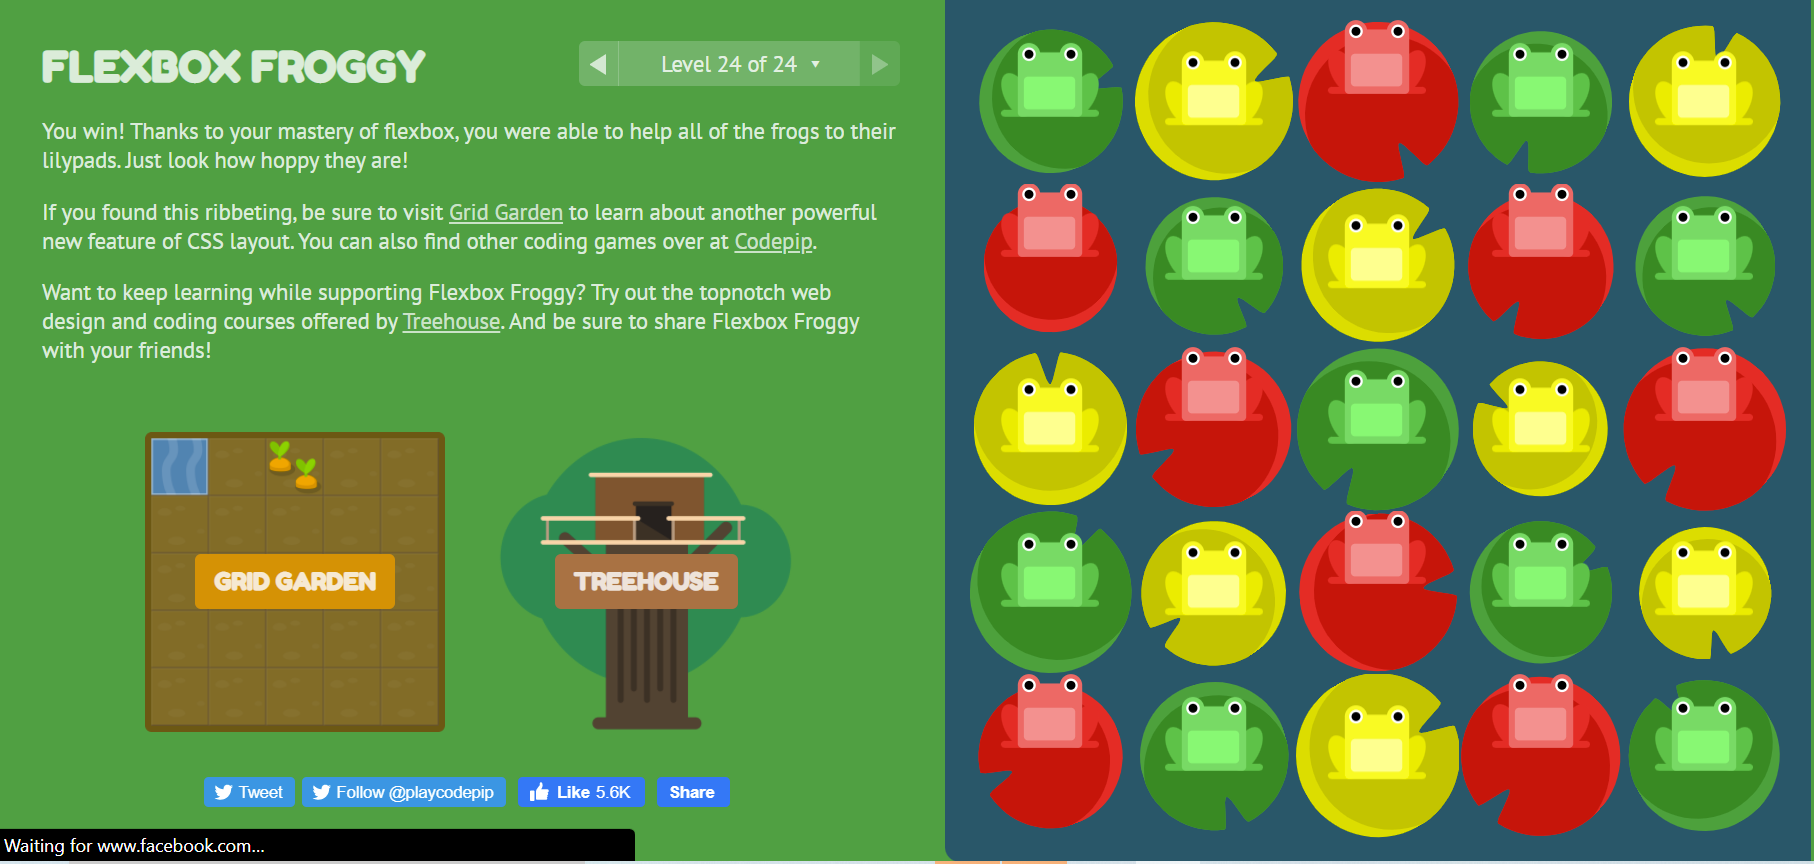 FLEXBOX FROGGY
Level 24 of 24
You win! Thanks to your mastery of flexbox, you were able to help all of the frogs to their
lilypads. Just look how hoppy they are!
If you found this ribbeting, be sure to visit Grid Garden to learn about another powerful
new feature of CSS layout. You can also find other coding games over at Codepip.
Want to keep learning while supporting Flexbox Froggy? Try out the topnotch web
design and coding courses offered by Treehouse. And be sure to share Flexbox Froggy
with your friends!
GRID GARDEN
TREEHOUSE
Tweet
Follow @playcodepip
Like 5.6K
Share
Waiting for www.facebook.com...